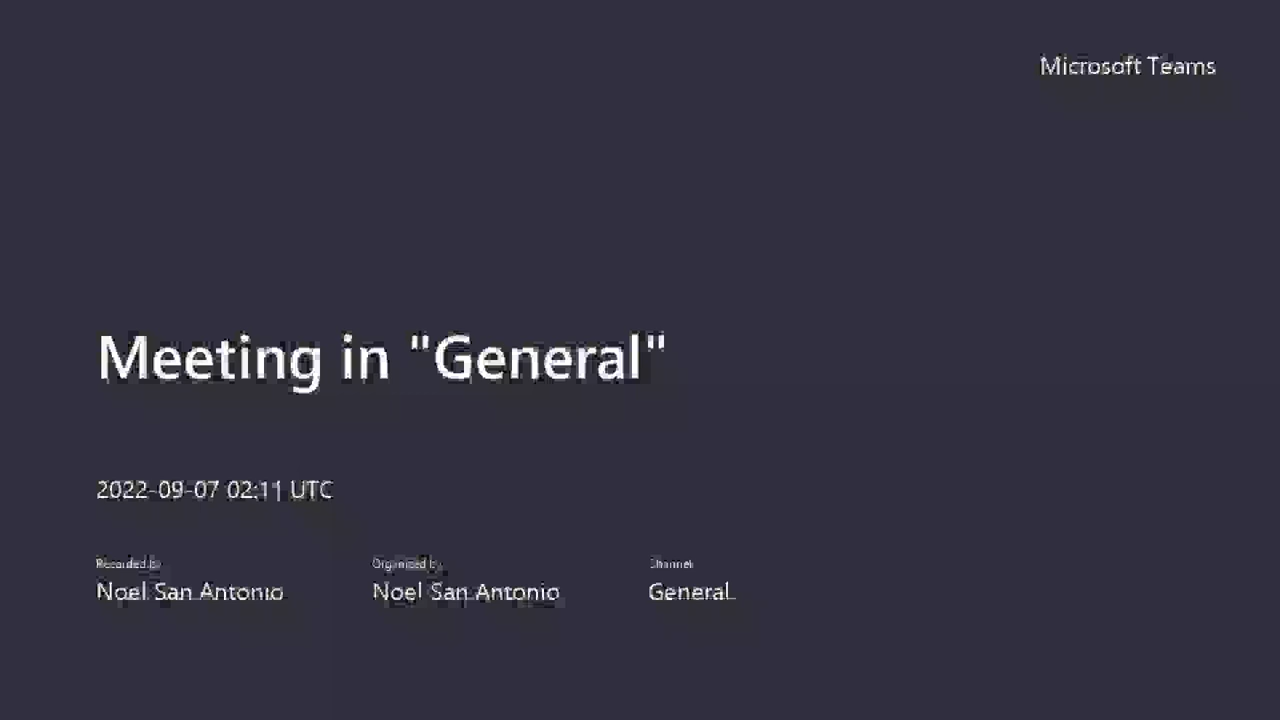 Microsoft Teams
Meeting in "General"
2022-09-07 02:11 UTC
Recorded by Organized by Channel
Noel San Antonio Noel San Antonio General